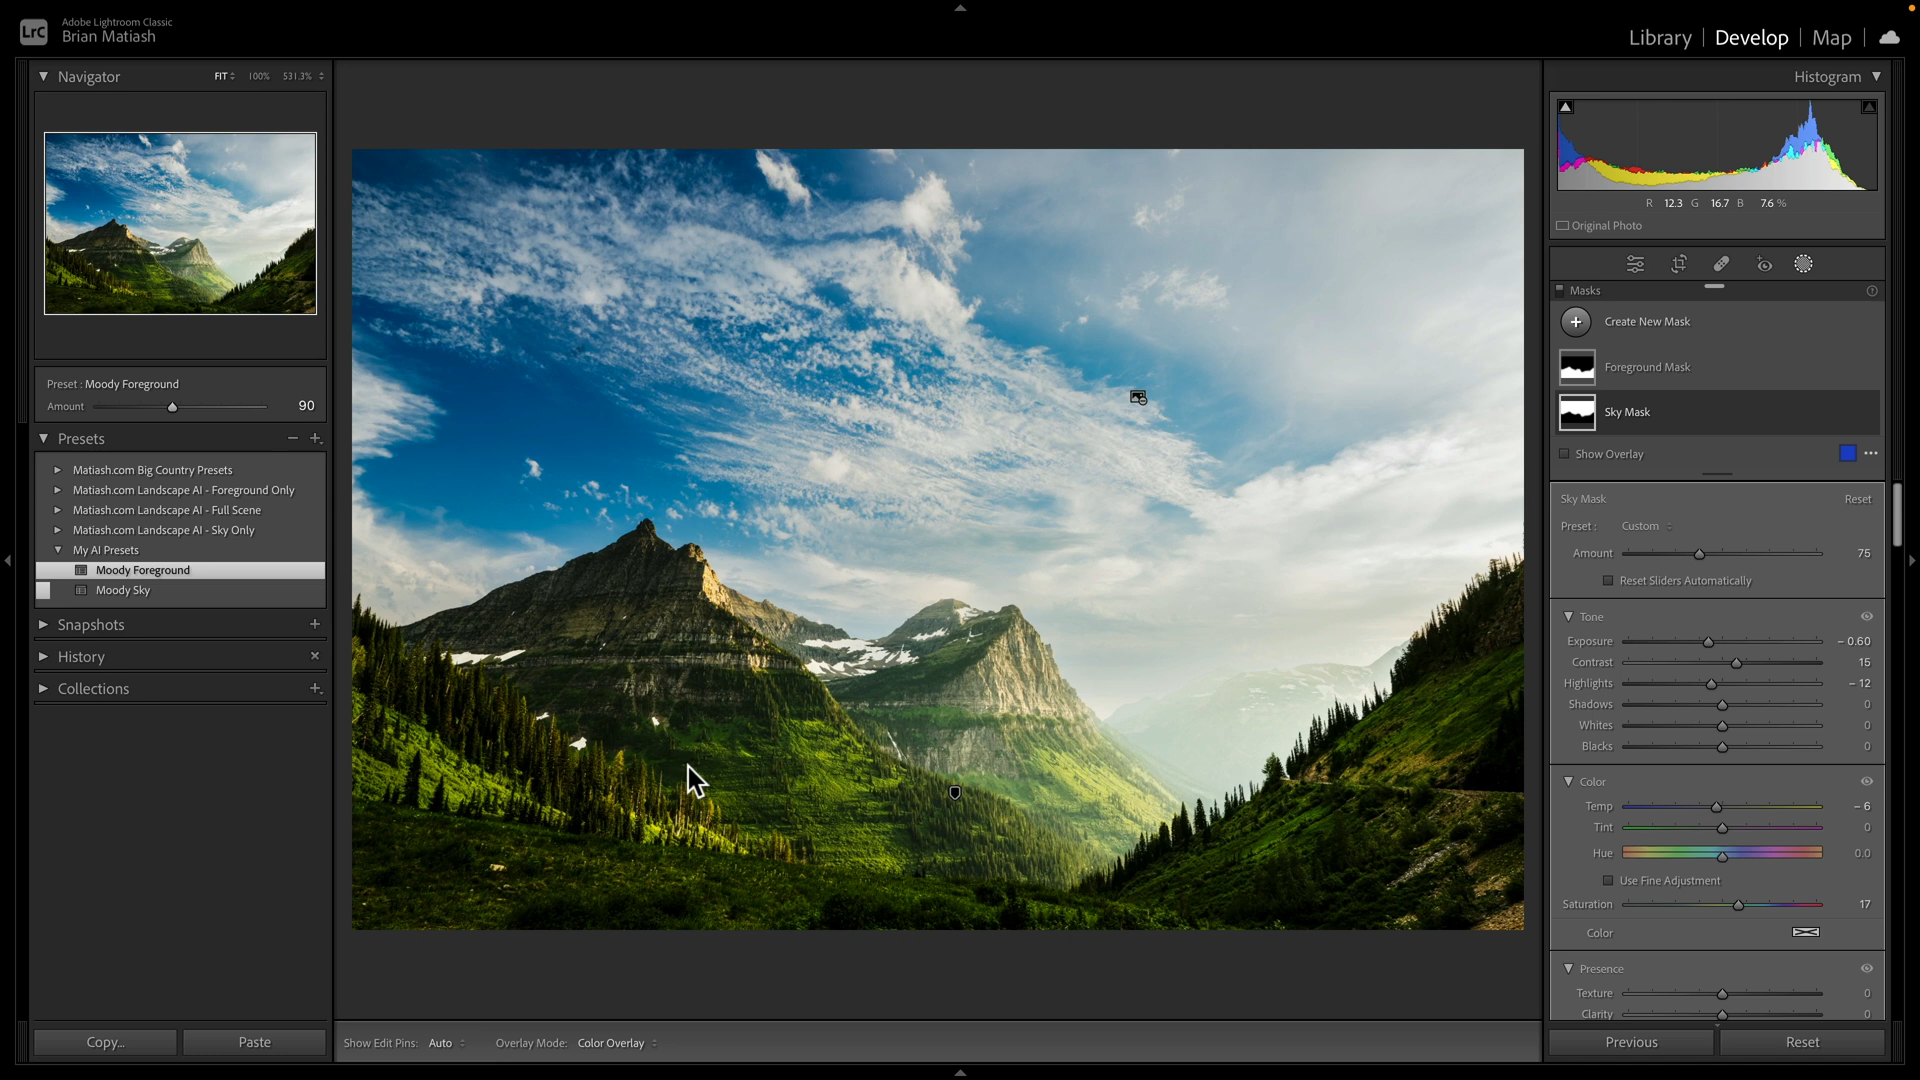 LrC
Adobe Lightroom Classic
Brian Matiash
Library | Develop | Map
Navigator FIT 100% 531.3%
Preset : Moody Foreground
Amount 90
Presets
Matiash.com Big Country Presets
Matiash.com Landscape AI - Foreground Only
Matiash.com Landscape AI - Full Scene
Matiash.com Landscape AI - Sky Only
My AI Presets
Moody Foreground
Moody Sky
Snapshots
History
Collections
Copy... Paste
Show Edit Pins: Auto Overlay Mode: Color Overlay
Histogram
R 12.3 G 16.7 B 7.6 %
Original Photo
Masks
Create New Mask
Foreground Mask
Sky Mask
Show Overlay
Sky Mask Reset
Preset : Custom
Amount 75
Reset Sliders Automatically
Tone
Exposure – 0.60
Contrast 15
Highlights – 12
Shadows 0
Whites 0
Blacks 0
Color
Temp – 6
Tint 0
Hue 0.0
Use Fine Adjustment
Saturation 17
Color
Presence
Texture 0
Clarity 0
Previous Reset